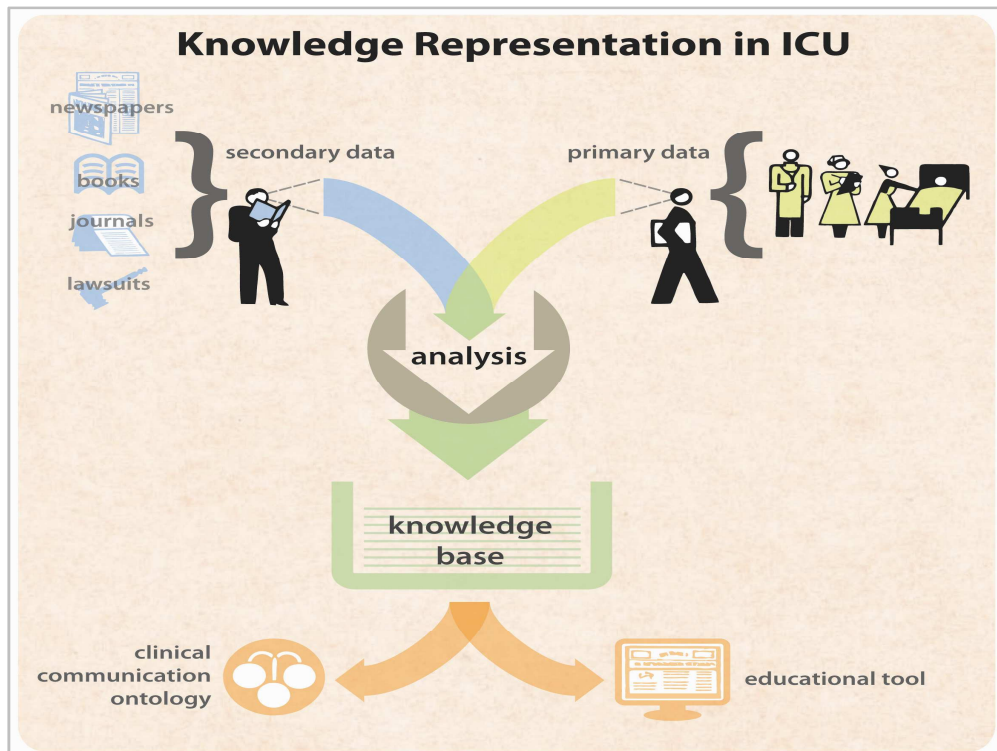 Knowledge Representation in ICU
newspapers
books
journals
lawsuits
secondary data
primary data
analysis
knowledge
base
clinical
communication
ontology
educational tool